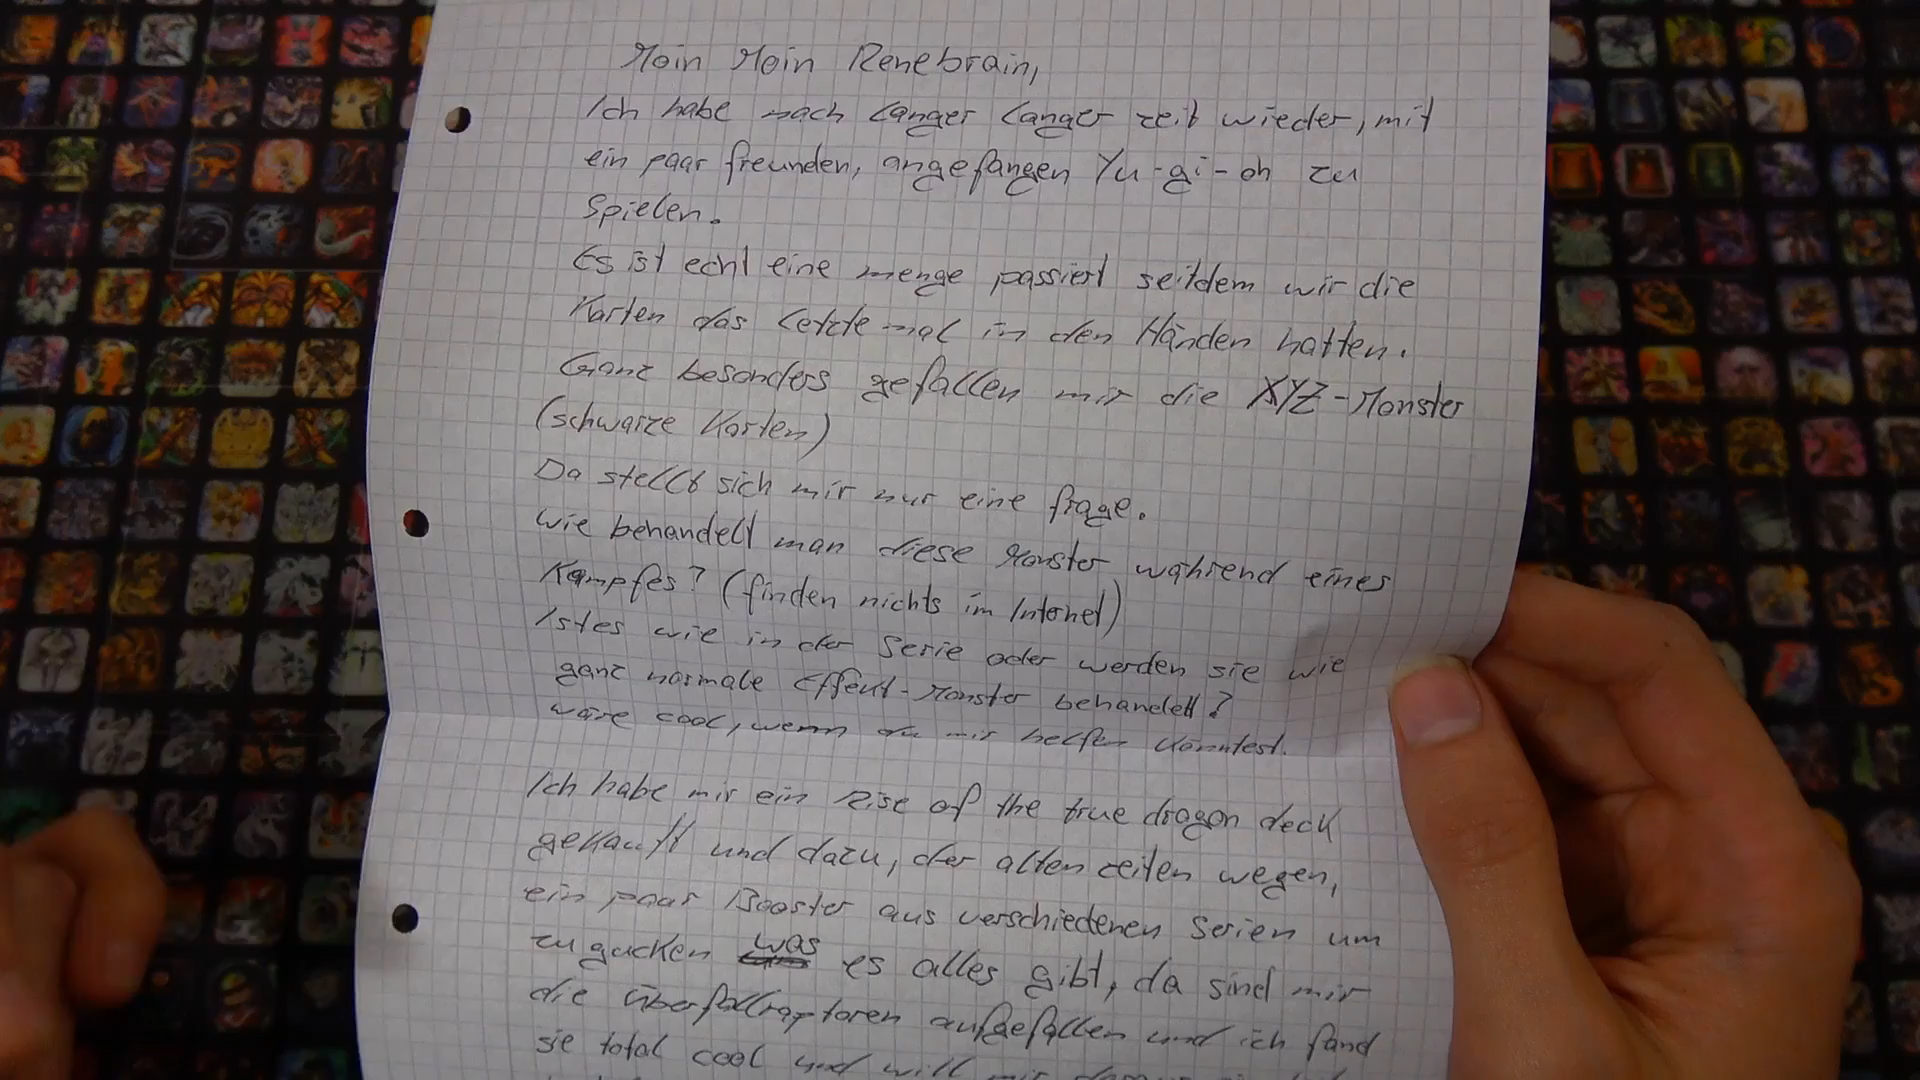 Moin Moin Renebrain,
Ich habe nach langer langer zeit wieder, mit
ein paar freunden, angefangen Yu-gi-oh zu
spielen.
Es ist echt eine menge passiert seitdem wir die
Karten das letzte mal in den Händen hatten.
Ganz besonders gefallen mir die XYZ-Monster
(schwarze Karten)
Da stellt sich mir nur eine frage.
Wie behandelt man diese Monster während eines
Kampfes? (finden nichts im Internet)
Ist es wie in der Serie oder werden sie wie
ganz normale Effekt-Monster behandelt?
wäre cool, wenn du mir helfen könntest.
Ich habe mir ein Rise of the true dragon deck
gekauft und dazu, der alten zeiten wegen,
ein paar Booster aus verschiedenen Serien um
zu gucken was es alles gibt, da sind mir
die überfallraptoren aufgefallen und ich fand
sie total cool und will mir